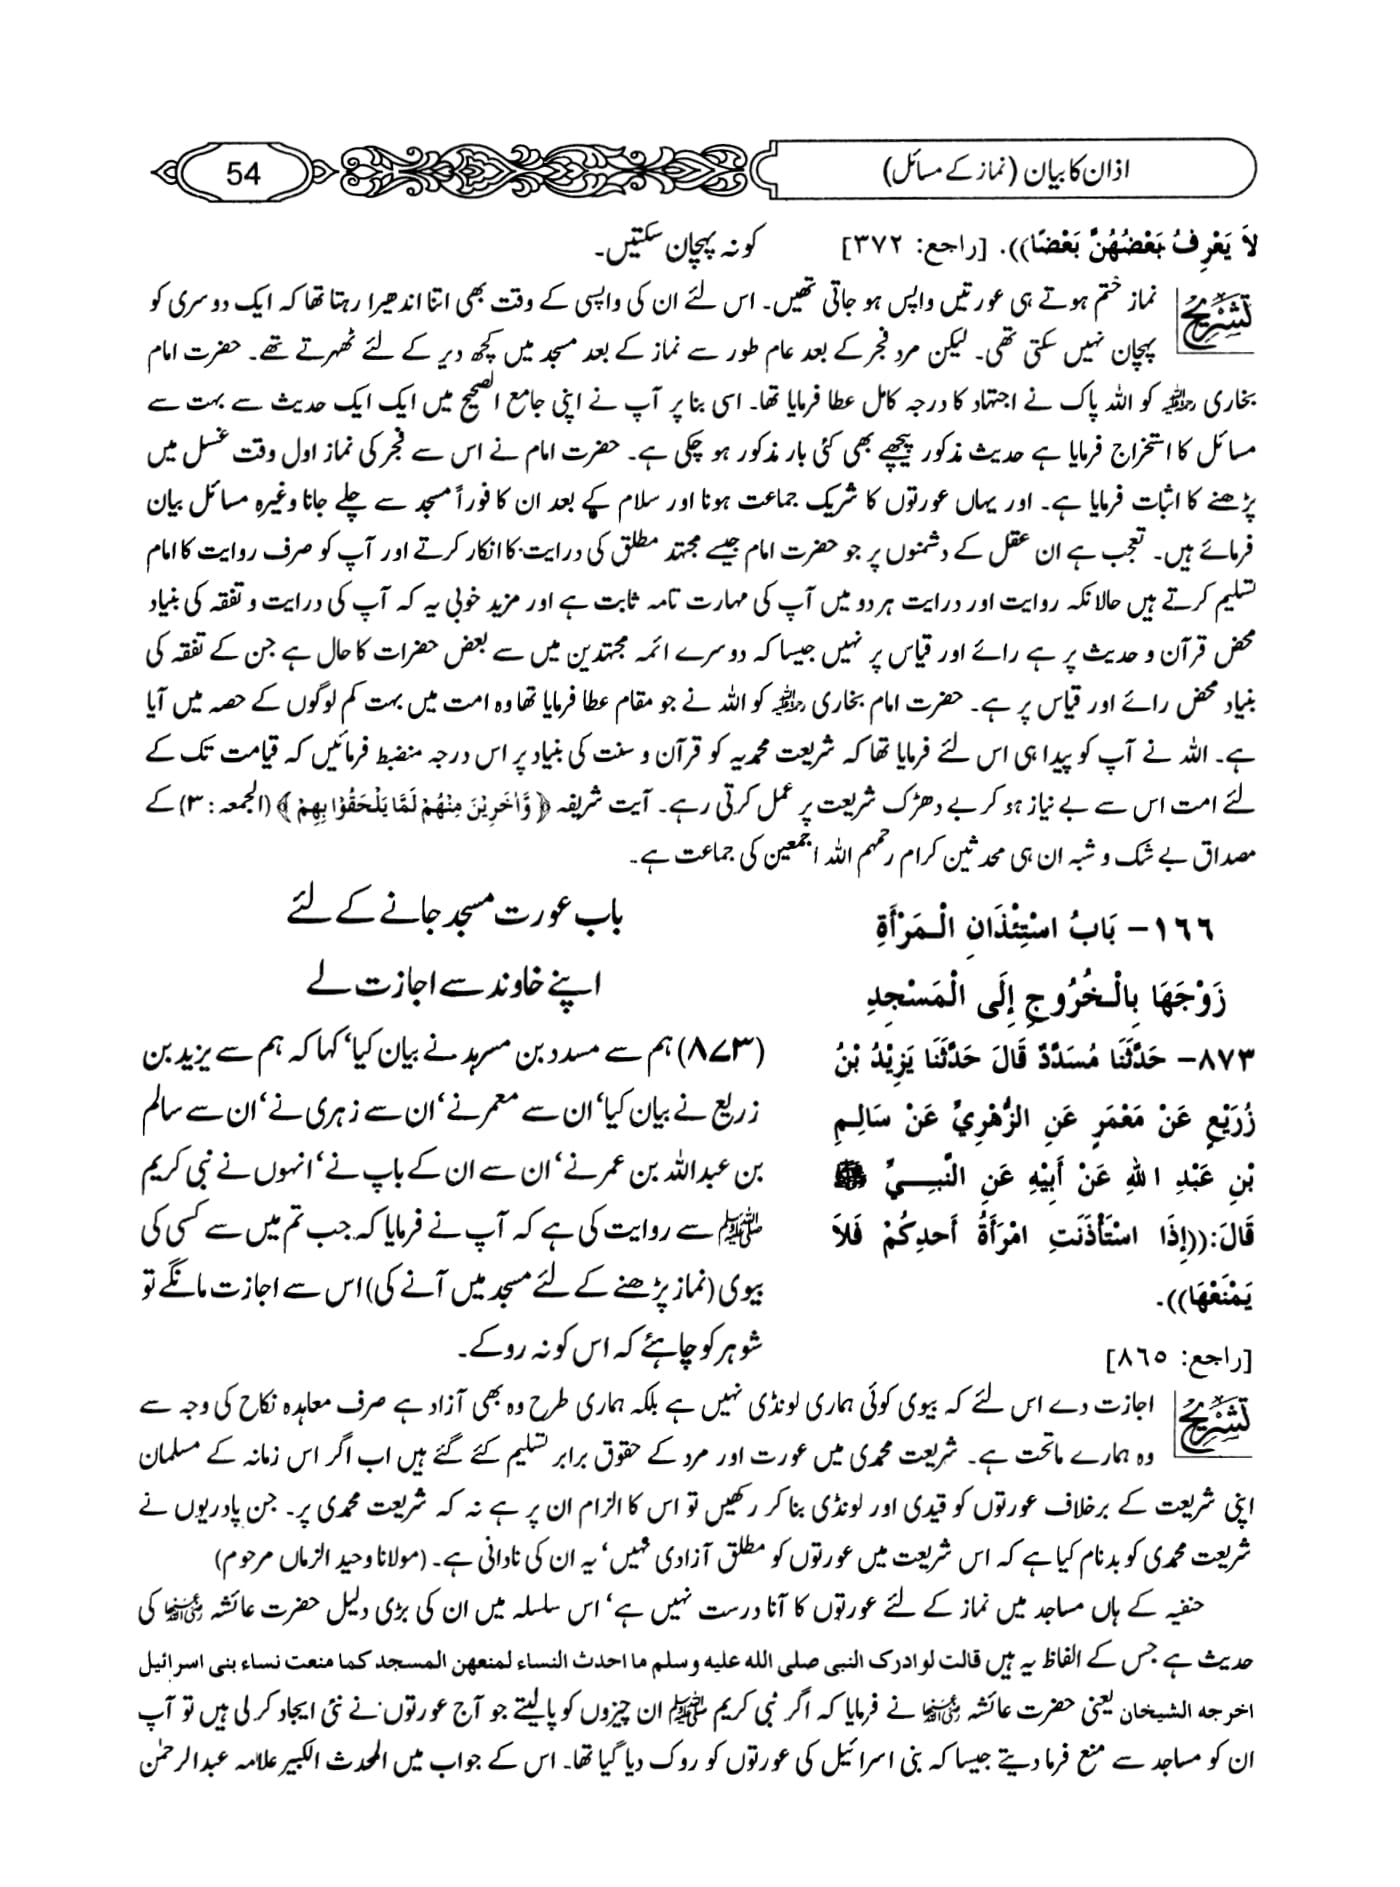 اذان کا بیان (نماز کے مسائل)
54
لاَ يَعْرِفُ بَعْضُهُنَّ بَعْضًا)). [راجع: ٣٧٢]
کو نہ پہچان سکتیں۔
تشریح
نماز ختم ہوتے ہی عورتیں واپس ہو جاتی تھیں۔ اس لئے ان کی واپسی کے وقت بھی اتنا اندھیرا رہتا تھا کہ ایک دوسری کو
پہچان نہیں سکتی تھی۔ لیکن مرد فجر کے بعد عام طور سے نماز کے بعد مسجد میں کچھ دیر کے لئے ٹھہرتے تھے۔ حضرت امام
بخاری رحمۃ اللہ علیہ کو اللہ پاک نے اجتہاد کا درجہ کامل عطا فرمایا تھا۔ اسی بنا پر آپ نے اپنی جامع الصحیح میں ایک ایک حدیث سے بہت سے
مسائل کا استخراج فرمایا ہے حدیث مذکور پیچھے بھی کئی بار مذکور ہو چکی ہے۔ حضرت امام نے اس سے فجر کی نماز اول وقت غسل میں
پڑھنے کا اثبات فرمایا ہے۔ اور یہاں عورتوں کا شریک جماعت ہونا اور سلام کے بعد ان کا فوراً مسجد سے چلے جانا وغیرہ مسائل بیان
فرمائے ہیں۔ تعجب ہے ان عقل کے دشمنوں پر جو حضرت امام جیسے مجتہد مطلق کی درایت کا انکار کرتے اور آپ کو صرف روایت کا امام
تسلیم کرتے ہیں حالانکہ روایت اور درایت ہر دو میں آپ کی مہارت تامہ ثابت ہے اور مزید خوبی یہ کہ آپ کی درایت و تفقہ کی بنیاد
محض قرآن و حدیث پر ہے رائے اور قیاس پر نہیں جیسا کہ دوسرے ائمہ مجتہدین میں سے بعض حضرات کا حال ہے جن کے تفقہ کی
بنیاد محض رائے اور قیاس پر ہے۔ حضرت امام بخاری رحمۃ اللہ علیہ کو اللہ نے جو مقام عطا فرمایا تھا وہ امت میں بہت کم لوگوں کے حصہ میں آیا
ہے۔ اللہ نے آپ کو پیدا ہی اس لئے فرمایا تھا کہ شریعت محمدیہ کو قرآن و سنت کی بنیاد پر اس درجہ منضبط فرمائیں کہ قیامت تک کے
لئے امت اس سے بے نیاز ہو کر بے دھڑک شریعت پر عمل کرتی رہے۔ آیت شریفہ ﴿ وَّاٰخَرِیْنَ مِنْهُمْ لَمَّا یَلْحَقُوْا بِهِمْ ﴾ (الجمعہ: ۳) کے
مصداق بے شک و شبہ ان ہی محدثین کرام رحمہم اللہ اجمعین کی جماعت ہے۔
١٦٦- بَابُ اسْتِئْذَانِ الْمَرْأَةِ
زَوْجَهَا بِالْخُرُوجِ إِلَى الْمَسْجِدِ
باب عورت مسجد جانے کے لئے
اپنے خاوند سے اجازت لے
٨٧٣- حَدَّثَنَا مُسَدَّدٌ قَالَ حَدَّثَنَا يَزِيْدُ بْنُ
زُرَيْعٍ عَنْ مَعْمَرٍ عَنِ الزُّهْرِيِّ عَنْ سَالِمِ
بْنِ عَبْدِ اللهِ عَنْ أَبِيْهِ عَنِ النَّبِيِّ ﷺ
قَالَ:((إِذَا اسْتَأْذَنَتِ امْرَأَةُ أَحدِكُمْ فَلاَ
يَمْنَعْهَا)).
[راجع: ٨٦٥]
(۸۷۳) ہم سے مسدد بن مسرہد نے بیان کیا، کہا کہ ہم سے یزید بن
زریع نے بیان کیا، ان سے معمر نے، ان سے زہری نے، ان سے سالم
بن عبداللہ بن عمر نے، ان سے ان کے باپ نے، انہوں نے نبی کریم
ﷺ سے روایت کی ہے کہ آپ نے فرمایا کہ جب تم میں سے کسی کی
بیوی (نماز پڑھنے کے لئے مسجد میں آنے کی) اس سے اجازت مانگے تو
شوہر کو چاہئے کہ اس کو نہ روکے۔
تشریح
اجازت دے اس لئے کہ بیوی کوئی ہماری لونڈی نہیں ہے بلکہ ہماری طرح وہ بھی آزاد ہے صرف معاہدہ نکاح کی وجہ سے
وہ ہمارے ماتحت ہے۔ شریعت محمدی میں عورت اور مرد کے حقوق برابر تسلیم کئے گئے ہیں اب اگر اس زمانہ کے مسلمان
اپنی شریعت کے برخلاف عورتوں کو قیدی اور لونڈی بنا کر رکھیں تو اس کا الزام ان پر ہے نہ کہ شریعت محمدی پر۔ جن پادریوں نے
شریعت محمدی کو بدنام کیا ہے کہ اس شریعت میں عورتوں کو مطلق آزادی نہیں، یہ ان کی نادانی ہے۔ (مولانا وحید الزماں مرحوم)
حنفیہ کے ہاں مساجد میں نماز کے لئے عورتوں کا آنا درست نہیں ہے، اس سلسلہ میں ان کی بڑی دلیل حضرت عائشہ رضی اللہ عنہا کی
حدیث ہے جس کے الفاظ یہ ہیں قالت لو ادرک النبی صلی اللہ علیہ وسلم ما احدث النساء لمنعهن المسجد کما منعت نساء بنی اسرائیل
اخرجه الشیخان یعنی حضرت عائشہ رضی اللہ عنہا نے فرمایا کہ اگر نبی کریم ﷺ ان چیزوں کو پالیتے جو آج عورتوں نے نئی ایجاد کر لی ہیں تو آپ
ان کو مساجد سے منع فرما دیتے جیسا کہ بنی اسرائیل کی عورتوں کو روک دیا گیا تھا۔ اس کے جواب میں المحدث الکبیر علامہ عبدالرحمٰن